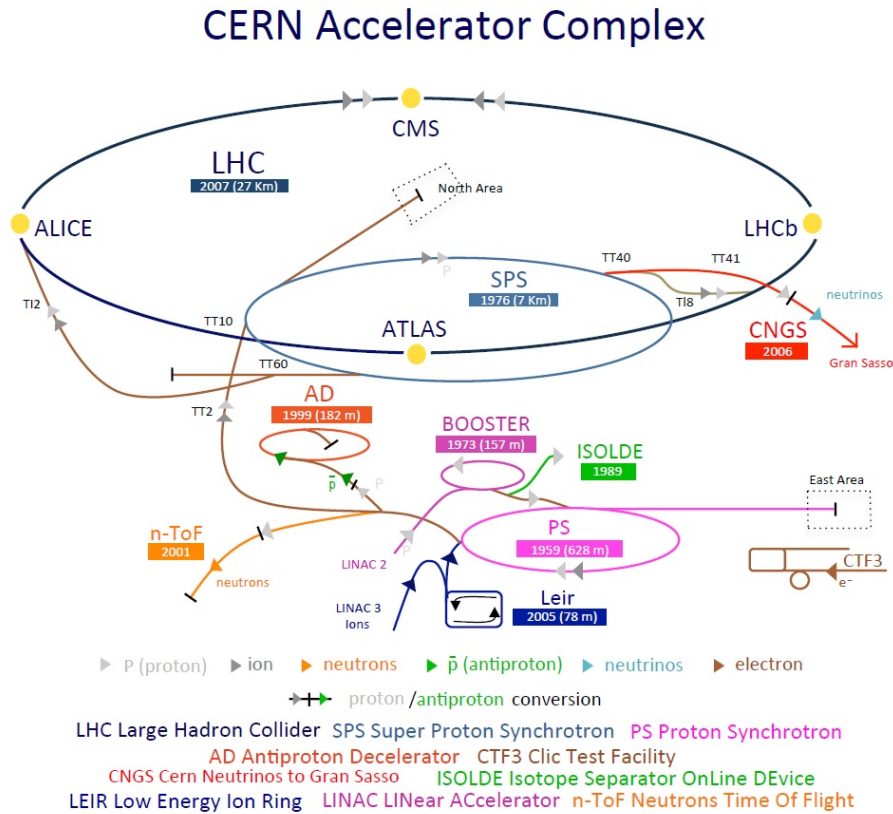 CERN Accelerator Complex
CMS
LHC
2007 (27 Km)
North Area
ALICE
LHCb
TT40
TT41
SPS
1976 (7 Km)
P
neutrinos
TI2
TI8
TT10
ATLAS
CNGS
2006
Gran Sasso
TT60
AD
1999 (182 m)
TT2
BOOSTER
1973 (157 m)
ISOLDE
1989
p̄
P
East Area
n-ToF
2001
PS
1959 (628 m)
LINAC 2
P
neutrons
CTF3
e⁻
LINAC 3
Ions
Leir
2005 (78 m)
P (proton)
ion
neutrons
p̄ (antiproton)
neutrinos
electron
proton /antiproton conversion
LHC Large Hadron Collider SPS Super Proton Synchrotron PS Proton Synchrotron
AD Antiproton Decelerator CTF3 Clic Test Facility
CNGS Cern Neutrinos to Gran Sasso ISOLDE Isotope Separator OnLine DEvice
LEIR Low Energy Ion Ring LINAC LINear ACcelerator n-ToF Neutrons Time Of Flight